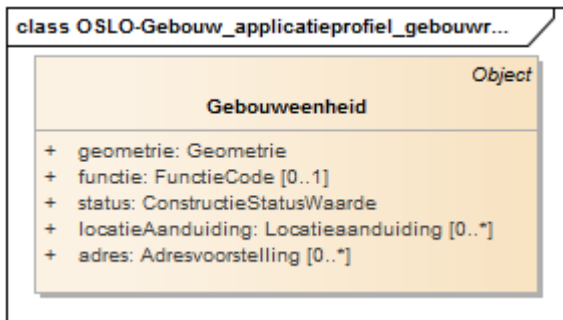 class OSLO-Gebouw_applicatieprofiel_gebouwr...
Object
Gebouweenheid
+ geometrie: Geometrie
+ functie: FunctieCode [0..1]
+ status: ConstructieStatusWaarde
+ locatieAanduiding: Locatieaanduiding [0..*]
+ adres: Adresvoorstelling [0..*]